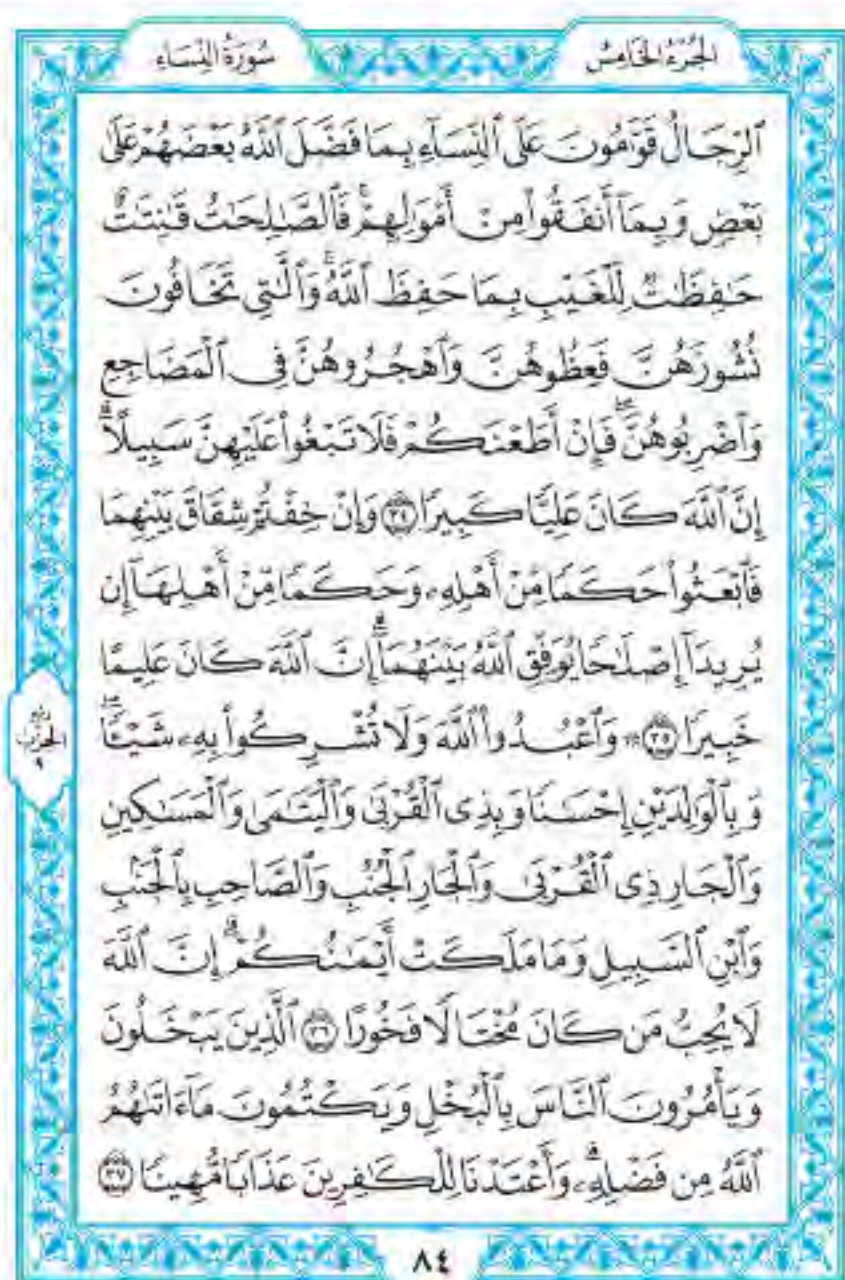 الجُزْءُ الخَامِسُ
سُورَةُ النِّسَاءِ
ٱلرِّجَالُ قَوَّٰمُونَ عَلَى ٱلنِّسَآءِ بِمَا فَضَّلَ ٱللَّهُ بَعْضَهُمْ عَلَىٰ
بَعْضٖ وَبِمَآ أَنفَقُواْ مِنْ أَمْوَٰلِهِمْۚ فَٱلصَّٰلِحَٰتُ قَٰنِتَٰتٌ
حَٰفِظَٰتٞ لِّلْغَيْبِ بِمَا حَفِظَ ٱللَّهُۚ وَٱلَّٰتِي تَخَافُونَ
نُشُوزَهُنَّ فَعِظُوهُنَّ وَٱهْجُرُوهُنَّ فِي ٱلْمَضَاجِعِ
وَٱضْرِبُوهُنَّۖ فَإِنْ أَطَعْنَكُمْ فَلَا تَبْغُواْ عَلَيْهِنَّ سَبِيلًاۗ
إِنَّ ٱللَّهَ كَانَ عَلِيّٗا كَبِيرٗا ٣٤ وَإِنْ خِفْتُمْ شِقَاقَ بَيْنِهِمَا
فَٱبْعَثُواْ حَكَمٗا مِّنْ أَهْلِهِۦ وَحَكَمٗا مِّنْ أَهْلِهَآ إِن
يُرِيدَآ إِصْلَٰحٗا يُوَفِّقِ ٱللَّهُ بَيْنَهُمَآۗ إِنَّ ٱللَّهَ كَانَ عَلِيمًا
خَبِيرٗا ٣٥ ۞ وَٱعْبُدُواْ ٱللَّهَ وَلَا تُشْرِكُواْ بِهِۦ شَيْـٔٗاۖ
وَبِٱلْوَٰلِدَيْنِ إِحْسَٰنٗا وَبِذِي ٱلْقُرْبَىٰ وَٱلْيَتَٰمَىٰ وَٱلْمَسَٰكِينِ
وَٱلْجَارِ ذِي ٱلْقُرْبَىٰ وَٱلْجَارِ ٱلْجُنُبِ وَٱلصَّاحِبِ بِٱلْجَنۢبِ
وَٱبْنِ ٱلسَّبِيلِ وَمَا مَلَكَتْ أَيْمَٰنُكُمْۗ إِنَّ ٱللَّهَ
لَا يُحِبُّ مَن كَانَ مُخْتَالٗا فَخُورًا ٣٦ ٱلَّذِينَ يَبْخَلُونَ
وَيَأْمُرُونَ ٱلنَّاسَ بِٱلْبُخْلِ وَيَكْتُمُونَ مَآ ءَاتَىٰهُمُ
ٱللَّهُ مِن فَضْلِهِۦۗ وَأَعْتَدْنَا لِلْكَٰفِرِينَ عَذَابٗا مُّهِينٗا ٣٧
ربع
الحزب
٩
٨٤